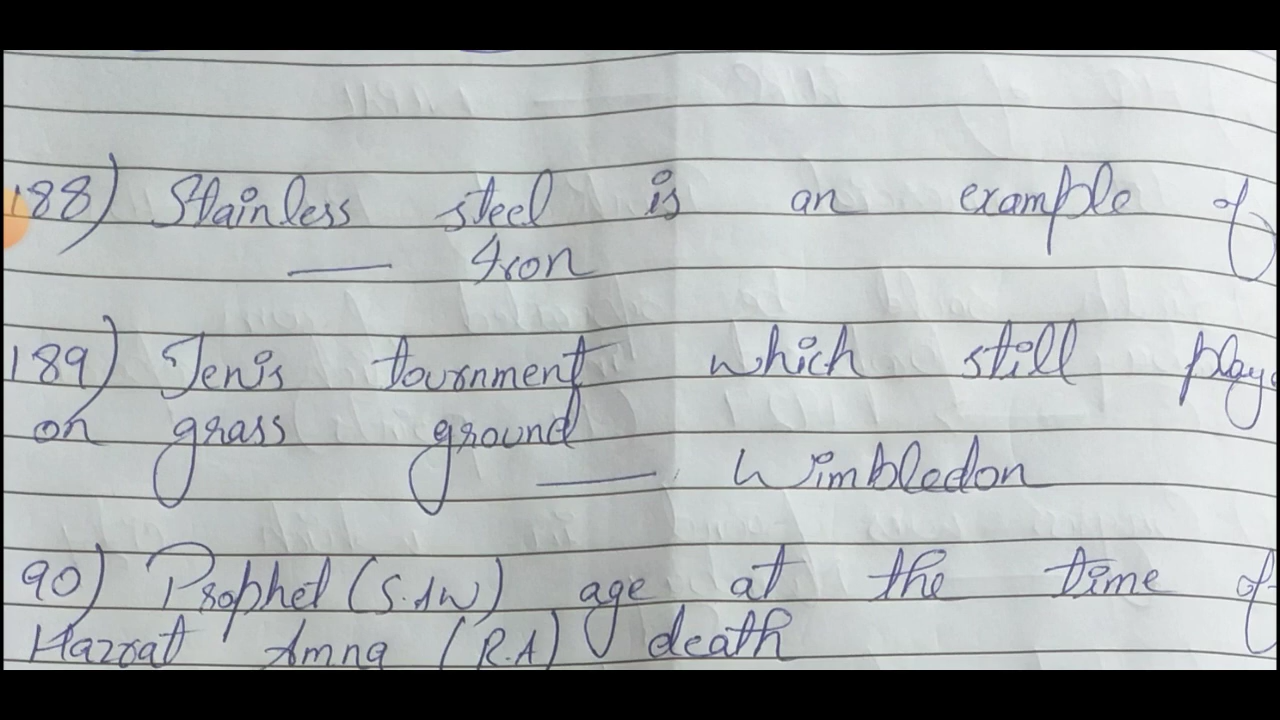 188) Stainless steel is an example of
— Iron
189) Tenis tournment which still play
on grass ground
— Wimbledon
90) Prophet (S.AW) age at the time of
Hazrat Amna (R.A) death